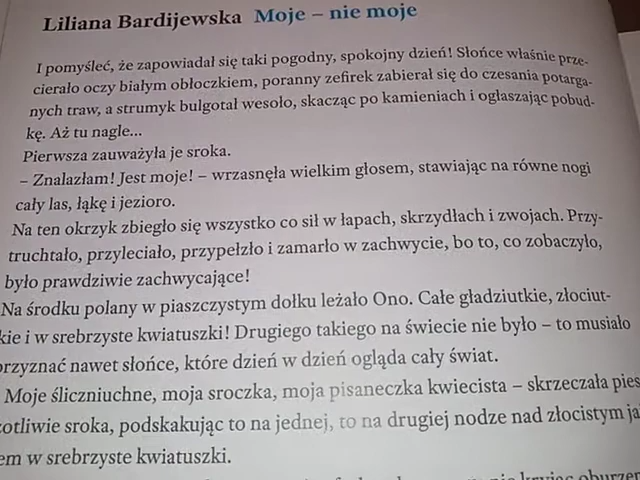 Liliana Bardijewska Moje – nie moje
I pomyśleć, że zapowiadał się taki pogodny, spokojny dzień! Słońce właśnie prze-
cierało oczy białym obłoczkiem, poranny zefirek zabierał się do czesania potarga-
nych traw, a strumyk bulgotał wesoło, skacząc po kamieniach i ogłaszając pobud-
kę. Aż tu nagle...
Pierwsza zauważyła je sroka.
– Znalazłam! Jest moje! – wrzasnęła wielkim głosem, stawiając na równe nogi
cały las, łąkę i jezioro.
Na ten okrzyk zbiegło się wszystko co sił w łapach, skrzydłach i zwojach. Przy-
truchtało, przyleciało, przypełzło i zamarło w zachwycie, bo to, co zobaczyło,
było prawdziwie zachwycające!
Na środku polany w piaszczystym dołku leżało Ono. Całe gładziutkie, złociut-
kie i w srebrzyste kwiatuszki! Drugiego takiego na świecie nie było – to musiało
przyznać nawet słońce, które dzień w dzień ogląda cały świat.
Moje śliczniuchne, moja sroczka, moja pisaneczka kwiecista – skrzeczała pies
zotliwie sroka, podskakując to na jednej, to na drugiej nodze nad złocistym ja
em w srebrzyste kwiatuszki.
nie kryjąc oburzen